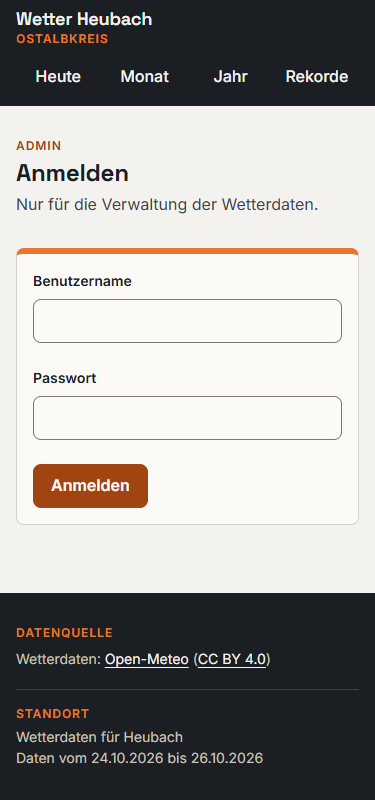 Wetter Heubach
OSTALBKREIS
Heute Monat Jahr Rekorde
ADMIN
Anmelden
Nur für die Verwaltung der Wetterdaten.
Benutzername
Passwort
Anmelden
DATENQUELLE
Wetterdaten: Open-Meteo (CC BY 4.0)
STANDORT
Wetterdaten für Heubach
Daten vom 24.10.2026 bis 26.10.2026